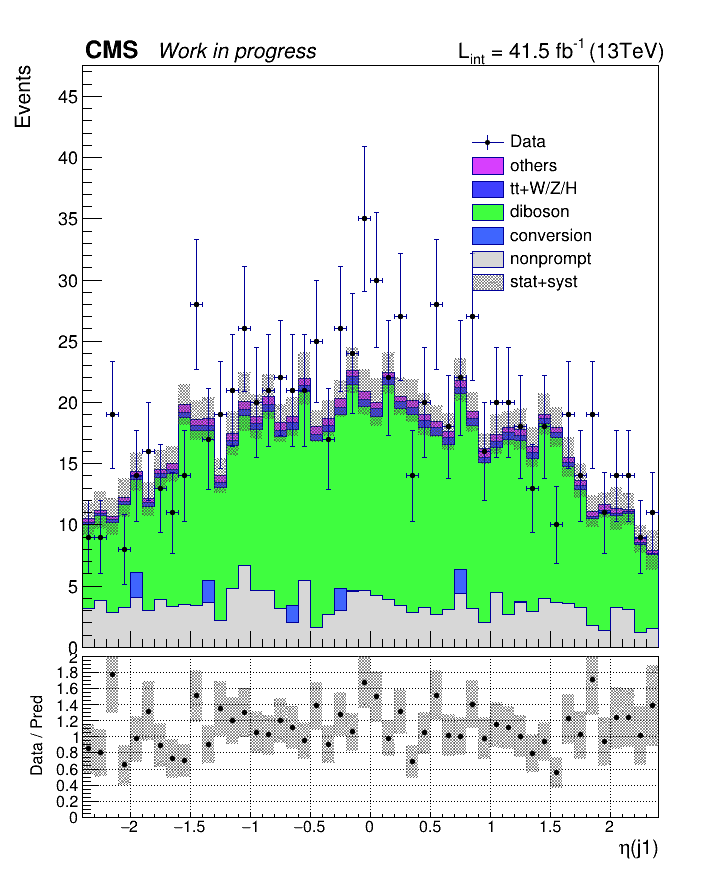 CMS Work in progress L_int = 41.5 fb⁻¹ (13TeV)
Events
45
40
35
30
25
20
15
10
5
0
Data
others
tt+W/Z/H
diboson
conversion
nonprompt
stat+syst
Data / Pred
2
1.8
1.6
1.4
1.2
1
0.8
0.6
0.4
0.2
0
−2 −1.5 −1 −0.5 0 0.5 1 1.5 2
η(j1)